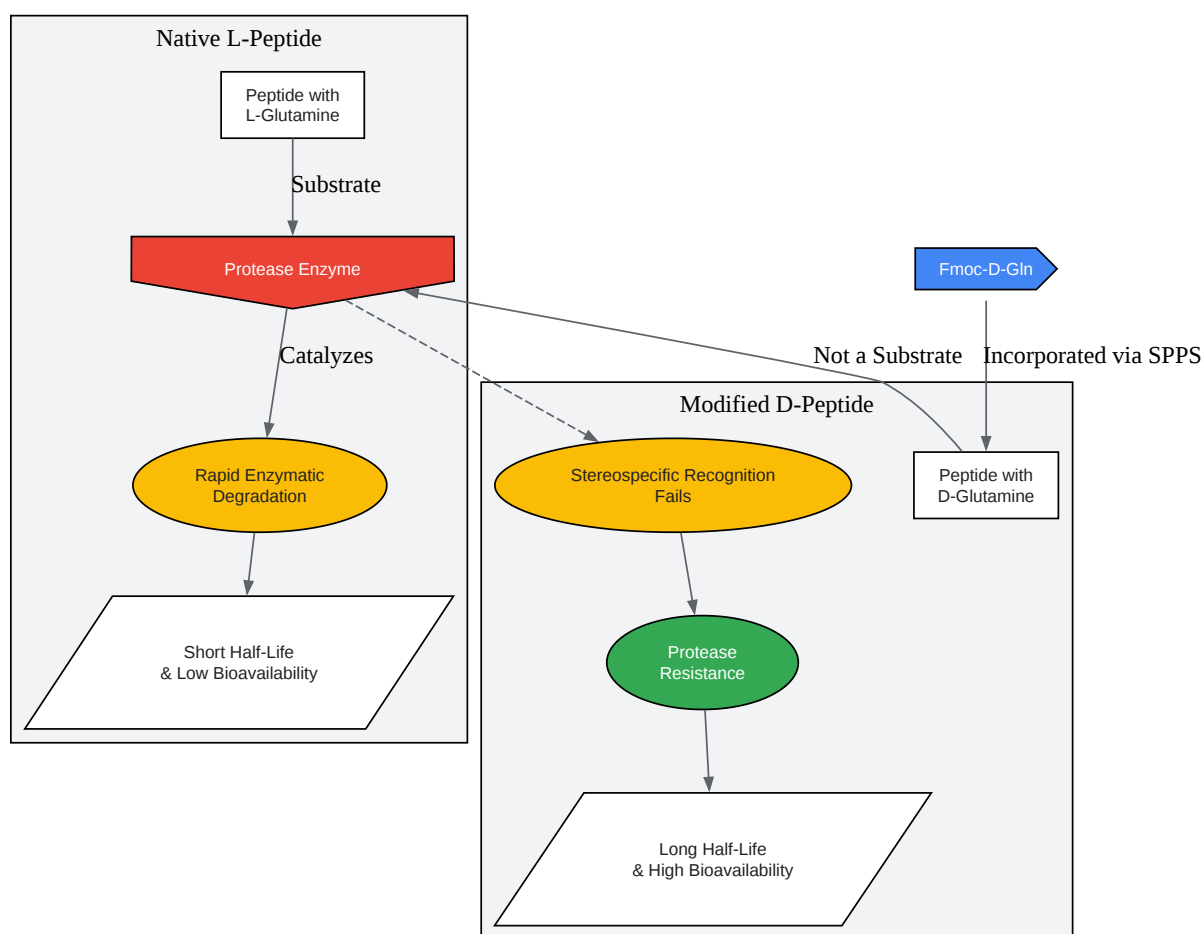 Native L-Peptide
Peptide with
L-Glutamine
Substrate
Protease Enzyme
Fmoc-D-Gln
Catalyzes
Not a Substrate
Incorporated via SPPS
Modified D-Peptide
Rapid Enzymatic
Degradation
Stereospecific Recognition
Fails
Peptide with
D-Glutamine
Short Half-Life
& Low Bioavailability
Protease
Resistance
Long Half-Life
& High Bioavailability